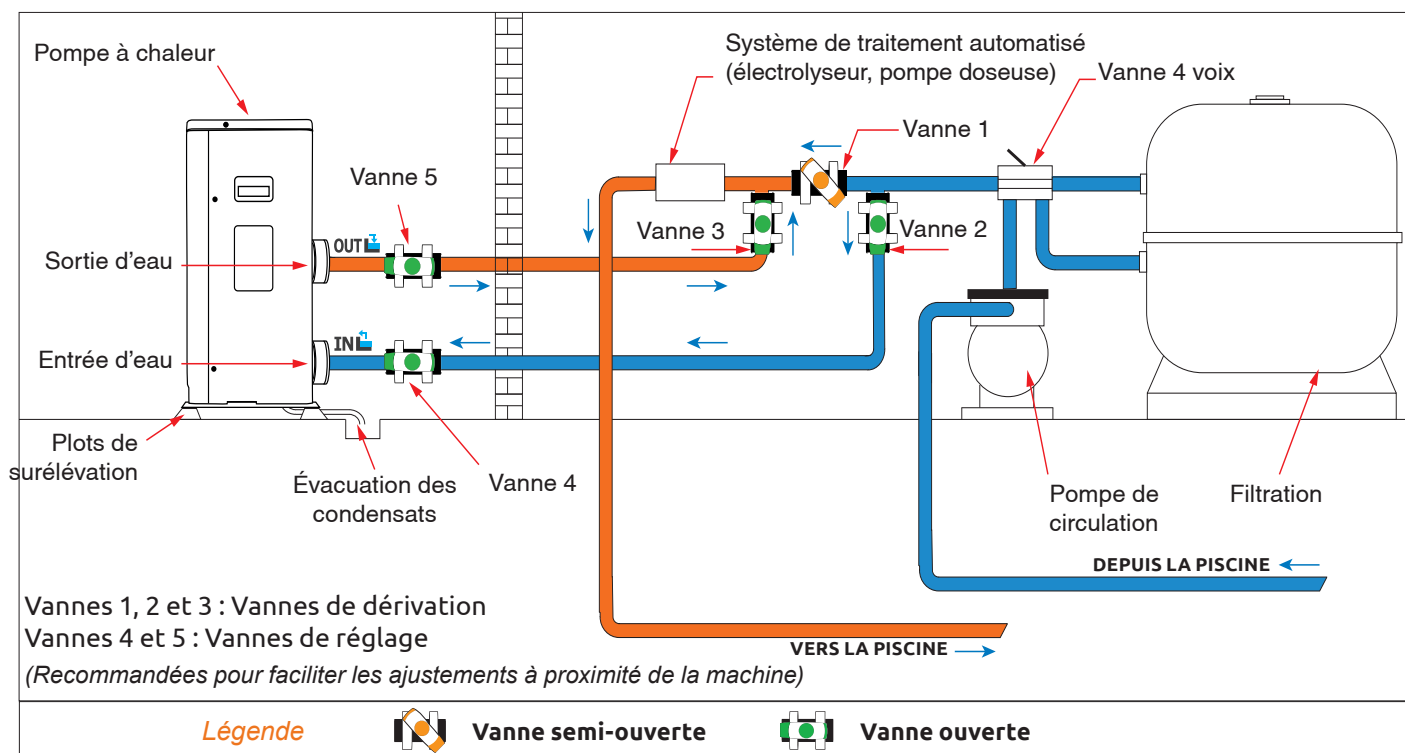 Pompe à chaleur
Système de traitement automatisé
(électrolyseur, pompe doseuse)
Vanne 4 voix
Vanne 1
Vanne 5
Vanne 3
Vanne 2
OUT
Sortie d'eau
IN
Entrée d'eau
Plots de
surélévation
Évacuation des
condensats
Vanne 4
Pompe de
circulation
Filtration
DEPUIS LA PISCINE
Vannes 1, 2 et 3 : Vannes de dérivation
Vannes 4 et 5 : Vannes de réglage
VERS LA PISCINE
(Recommandées pour faciliter les ajustements à proximité de la machine)
Légende
Vanne semi-ouverte
Vanne ouverte